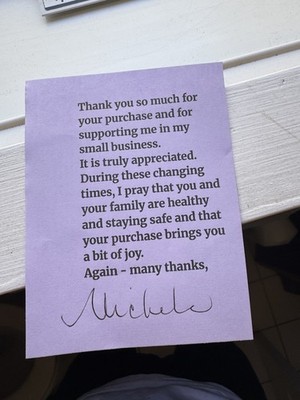 Thank you so much for
your purchase and for
supporting me in my
small business.
It is truly appreciated.
During these changing
times, I pray that you and
your family are healthy
and staying safe and that
your purchase brings you
a bit of joy.
Again - many thanks,
Michele